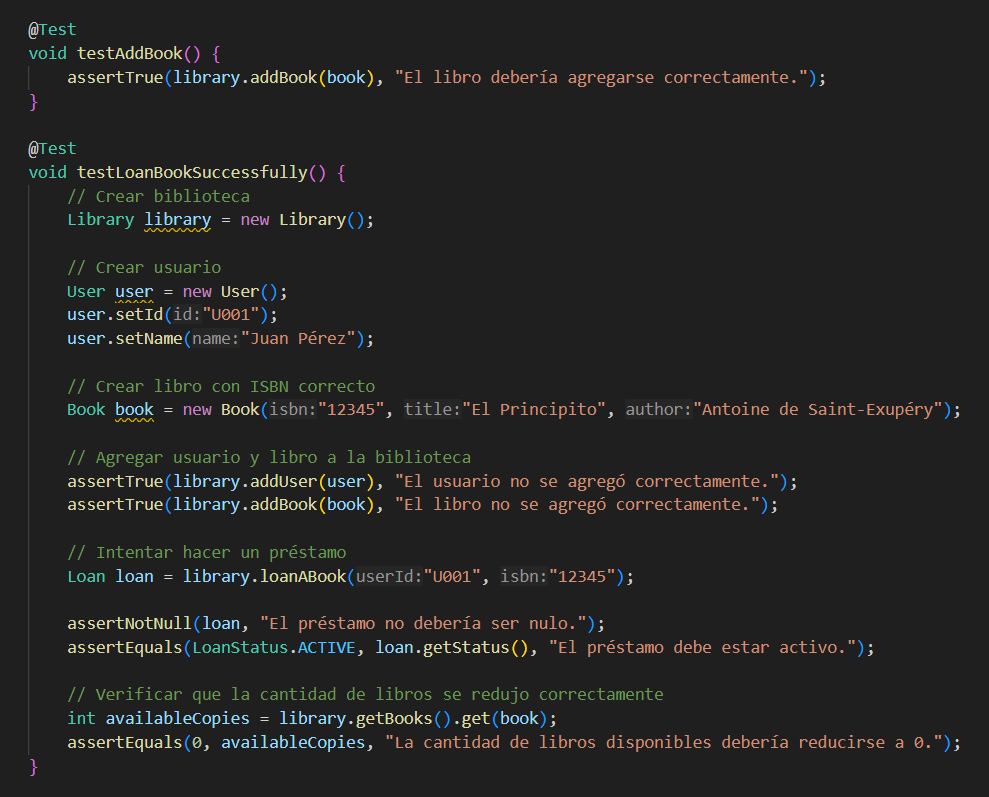 @Test
void testAddBook() {
    assertTrue(library.addBook(book), "El libro debería agregarse correctamente.");
}

@Test
void testLoanBookSuccessfully() {
    // Crear biblioteca
    Library library = new Library();

    // Crear usuario
    User user = new User();
    user.setId(id:"U001");
    user.setName(name:"Juan Pérez");

    // Crear libro con ISBN correcto
    Book book = new Book(isbn:"12345", title:"El Principito", author:"Antoine de Saint-Exupéry");

    // Agregar usuario y libro a la biblioteca
    assertTrue(library.addUser(user), "El usuario no se agregó correctamente.");
    assertTrue(library.addBook(book), "El libro no se agregó correctamente.");

    // Intentar hacer un préstamo
    Loan loan = library.loanABook(userId:"U001", isbn:"12345");

    assertNotNull(loan, "El préstamo no debería ser nulo.");
    assertEquals(LoanStatus.ACTIVE, loan.getStatus(), "El préstamo debe estar activo.");

    // Verificar que la cantidad de libros se redujo correctamente
    int availableCopies = library.getBooks().get(book);
    assertEquals(0, availableCopies, "La cantidad de libros disponibles debería reducirse a 0.");
}